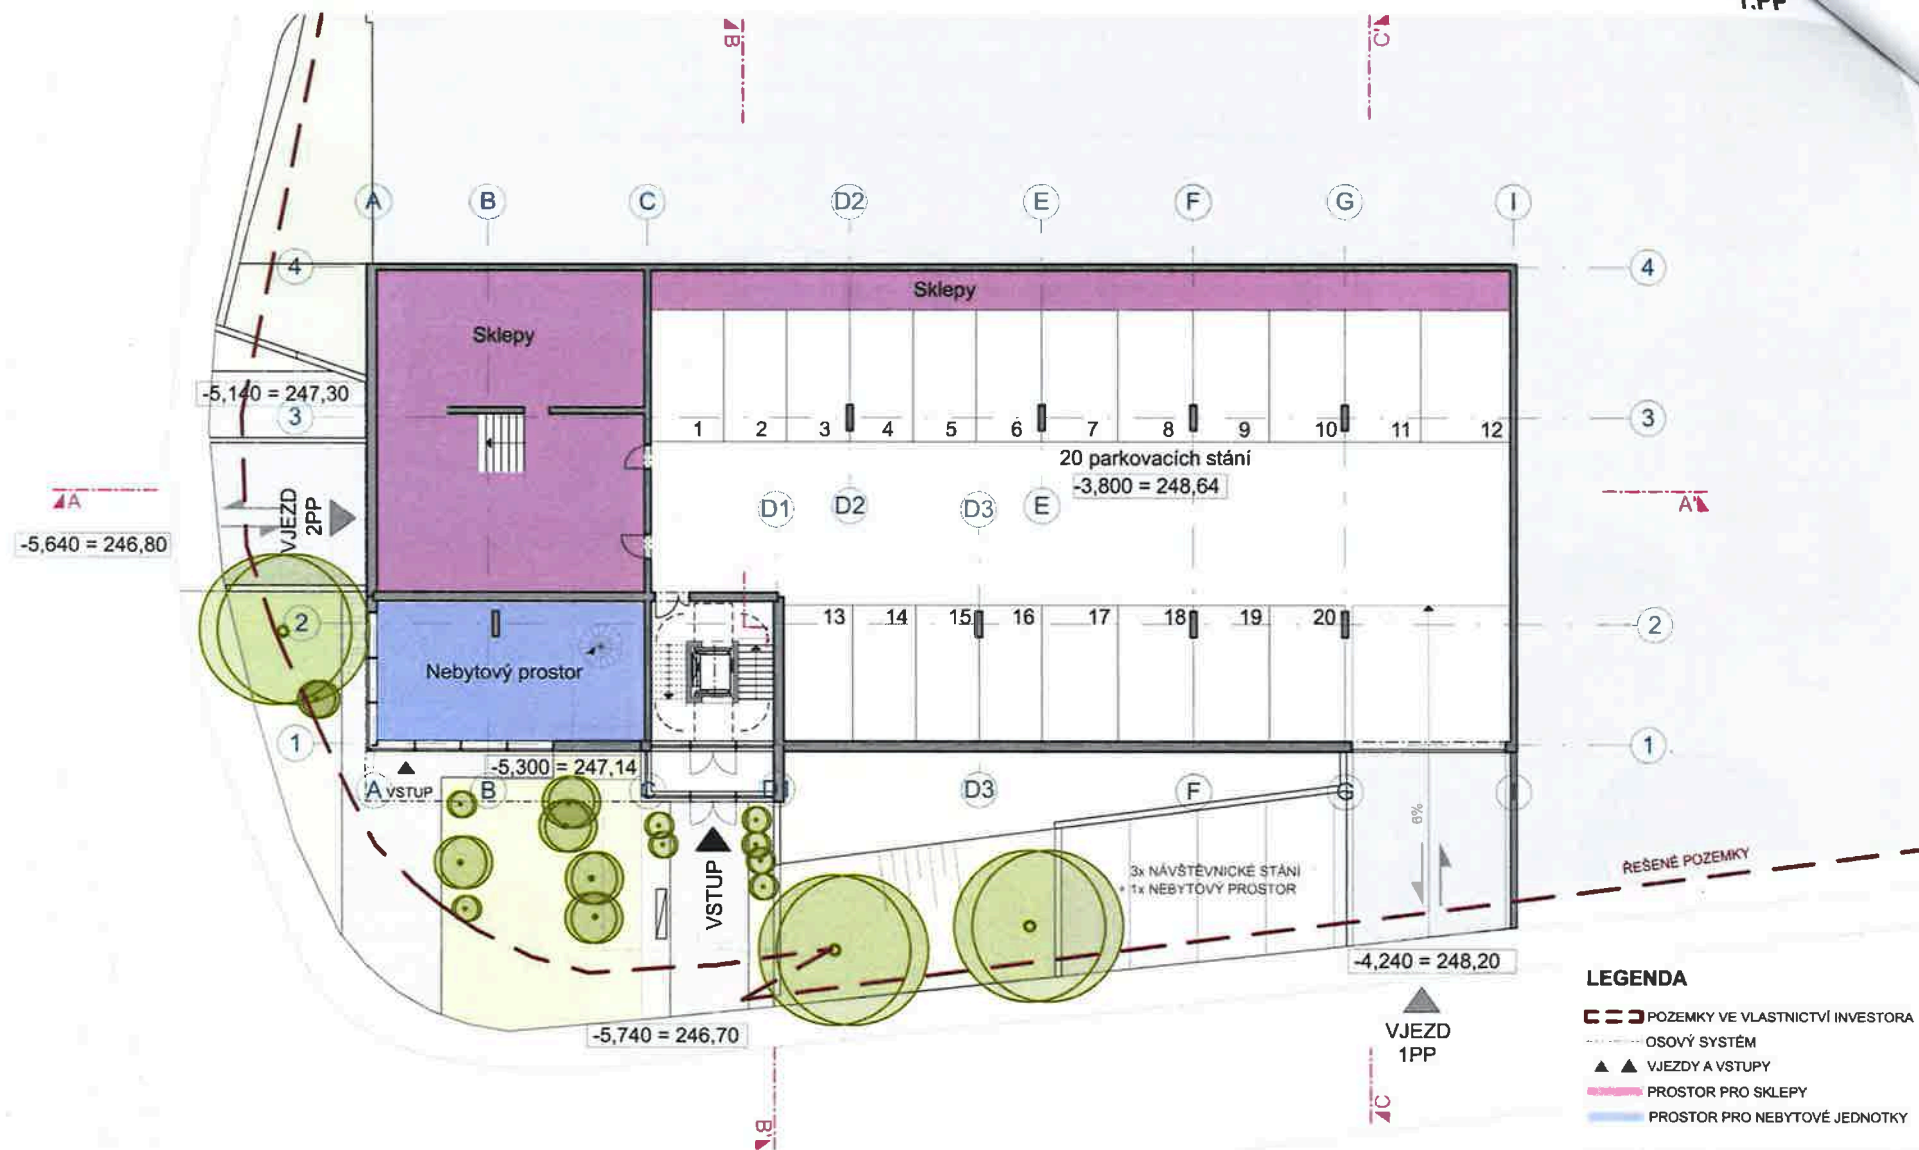 1.PP
B
C'
A
B
C
D2
E
F
G
I
4
4
Sklepy
Sklepy
-5,140 = 247,30
3
3
1
2
3
4
5
6
7
8
9
10
11
12
20 parkovacích stání
-3,800 = 248,64
A
A'
VJEZD
2PP
D1
D2
D3
E
-5,640 = 246,80
2
13
14
15
16
17
18
19
20
2
Nebytový prostor
1
1
-5,300 = 247,14
A
VSTUP
B
C
D1
D3
F
G
6%
VSTUP
3x NÁVŠTĚVNICKÉ STÁNÍ
+ 1x NEBYTOVÝ PROSTOR
ŘEŠENÉ POZEMKY
-4,240 = 248,20
-5,740 = 246,70
VJEZD
1PP
B'
C
LEGENDA
POZEMKY VE VLASTNICTVÍ INVESTORA
OSOVÝ SYSTÉM
VJEZDY A VSTUPY
PROSTOR PRO SKLEPY
PROSTOR PRO NEBYTOVÉ JEDNOTKY